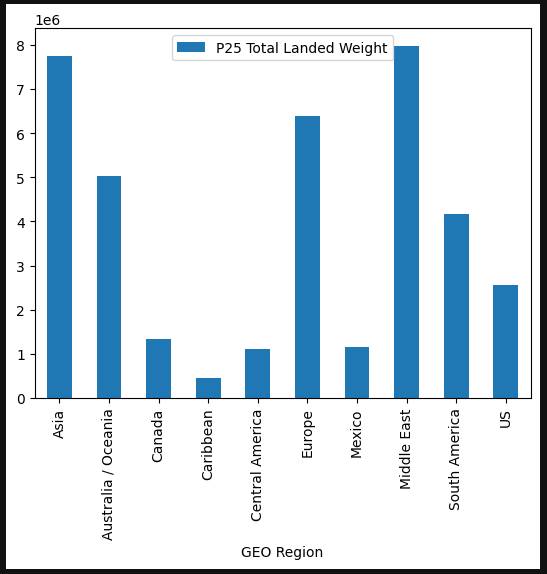 1e6
P25 Total Landed Weight
8
7
6
5
4
3
2
1
0
Asia
Australia / Oceania
Canada
Caribbean
Central America
Europe
Mexico
Middle East
South America
US
GEO Region